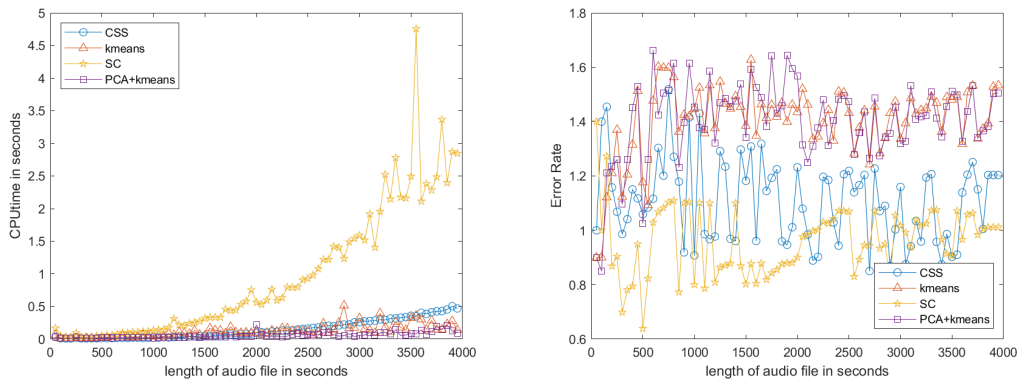 5
4.5
4
3.5
3
2.5
2
1.5
1
0.5
0
0 500 1000 1500 2000 2500 3000 3500 4000
CPUtime in seconds
length of audio file in seconds
CSS
kmeans
SC
PCA+kmeans
1.8
1.6
1.4
1.2
1
0.8
0.6
0 500 1000 1500 2000 2500 3000 3500 4000
Error Rate
length of audio file in seconds
CSS
kmeans
SC
PCA+kmeans